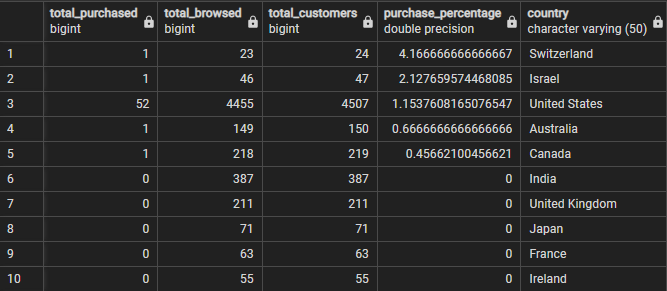 total_purchased total_browsed total_customers purchase_percentage country
bigint bigint bigint double precision character varying (50)
1 1 23 24 4.166666666666667 Switzerland
2 1 46 47 2.127659574468085 Israel
3 52 4455 4507 1.1537608165076547 United States
4 1 149 150 0.6666666666666666 Australia
5 1 218 219 0.45662100456621 Canada
6 0 387 387 0 India
7 0 211 211 0 United Kingdom
8 0 71 71 0 Japan
9 0 63 63 0 France
10 0 55 55 0 Ireland